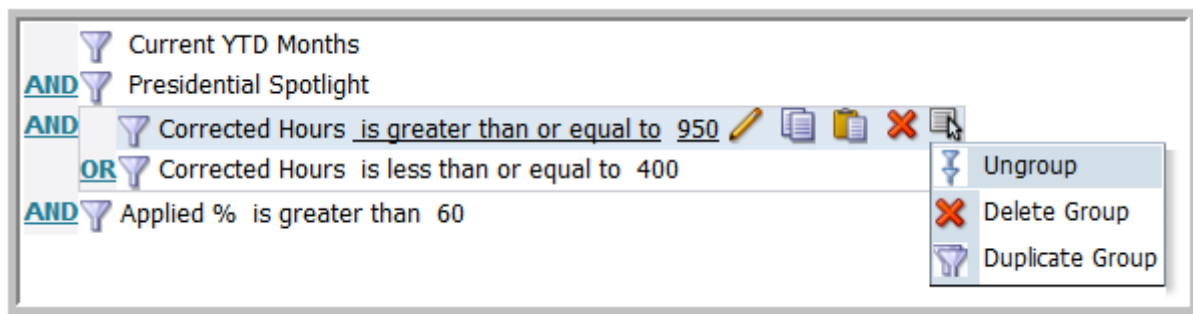 Current YTD Months
AND Presidential Spotlight
AND Corrected Hours is greater than or equal to 950
OR Corrected Hours is less than or equal to 400
AND Applied % is greater than 60
Ungroup
Delete Group
Duplicate Group